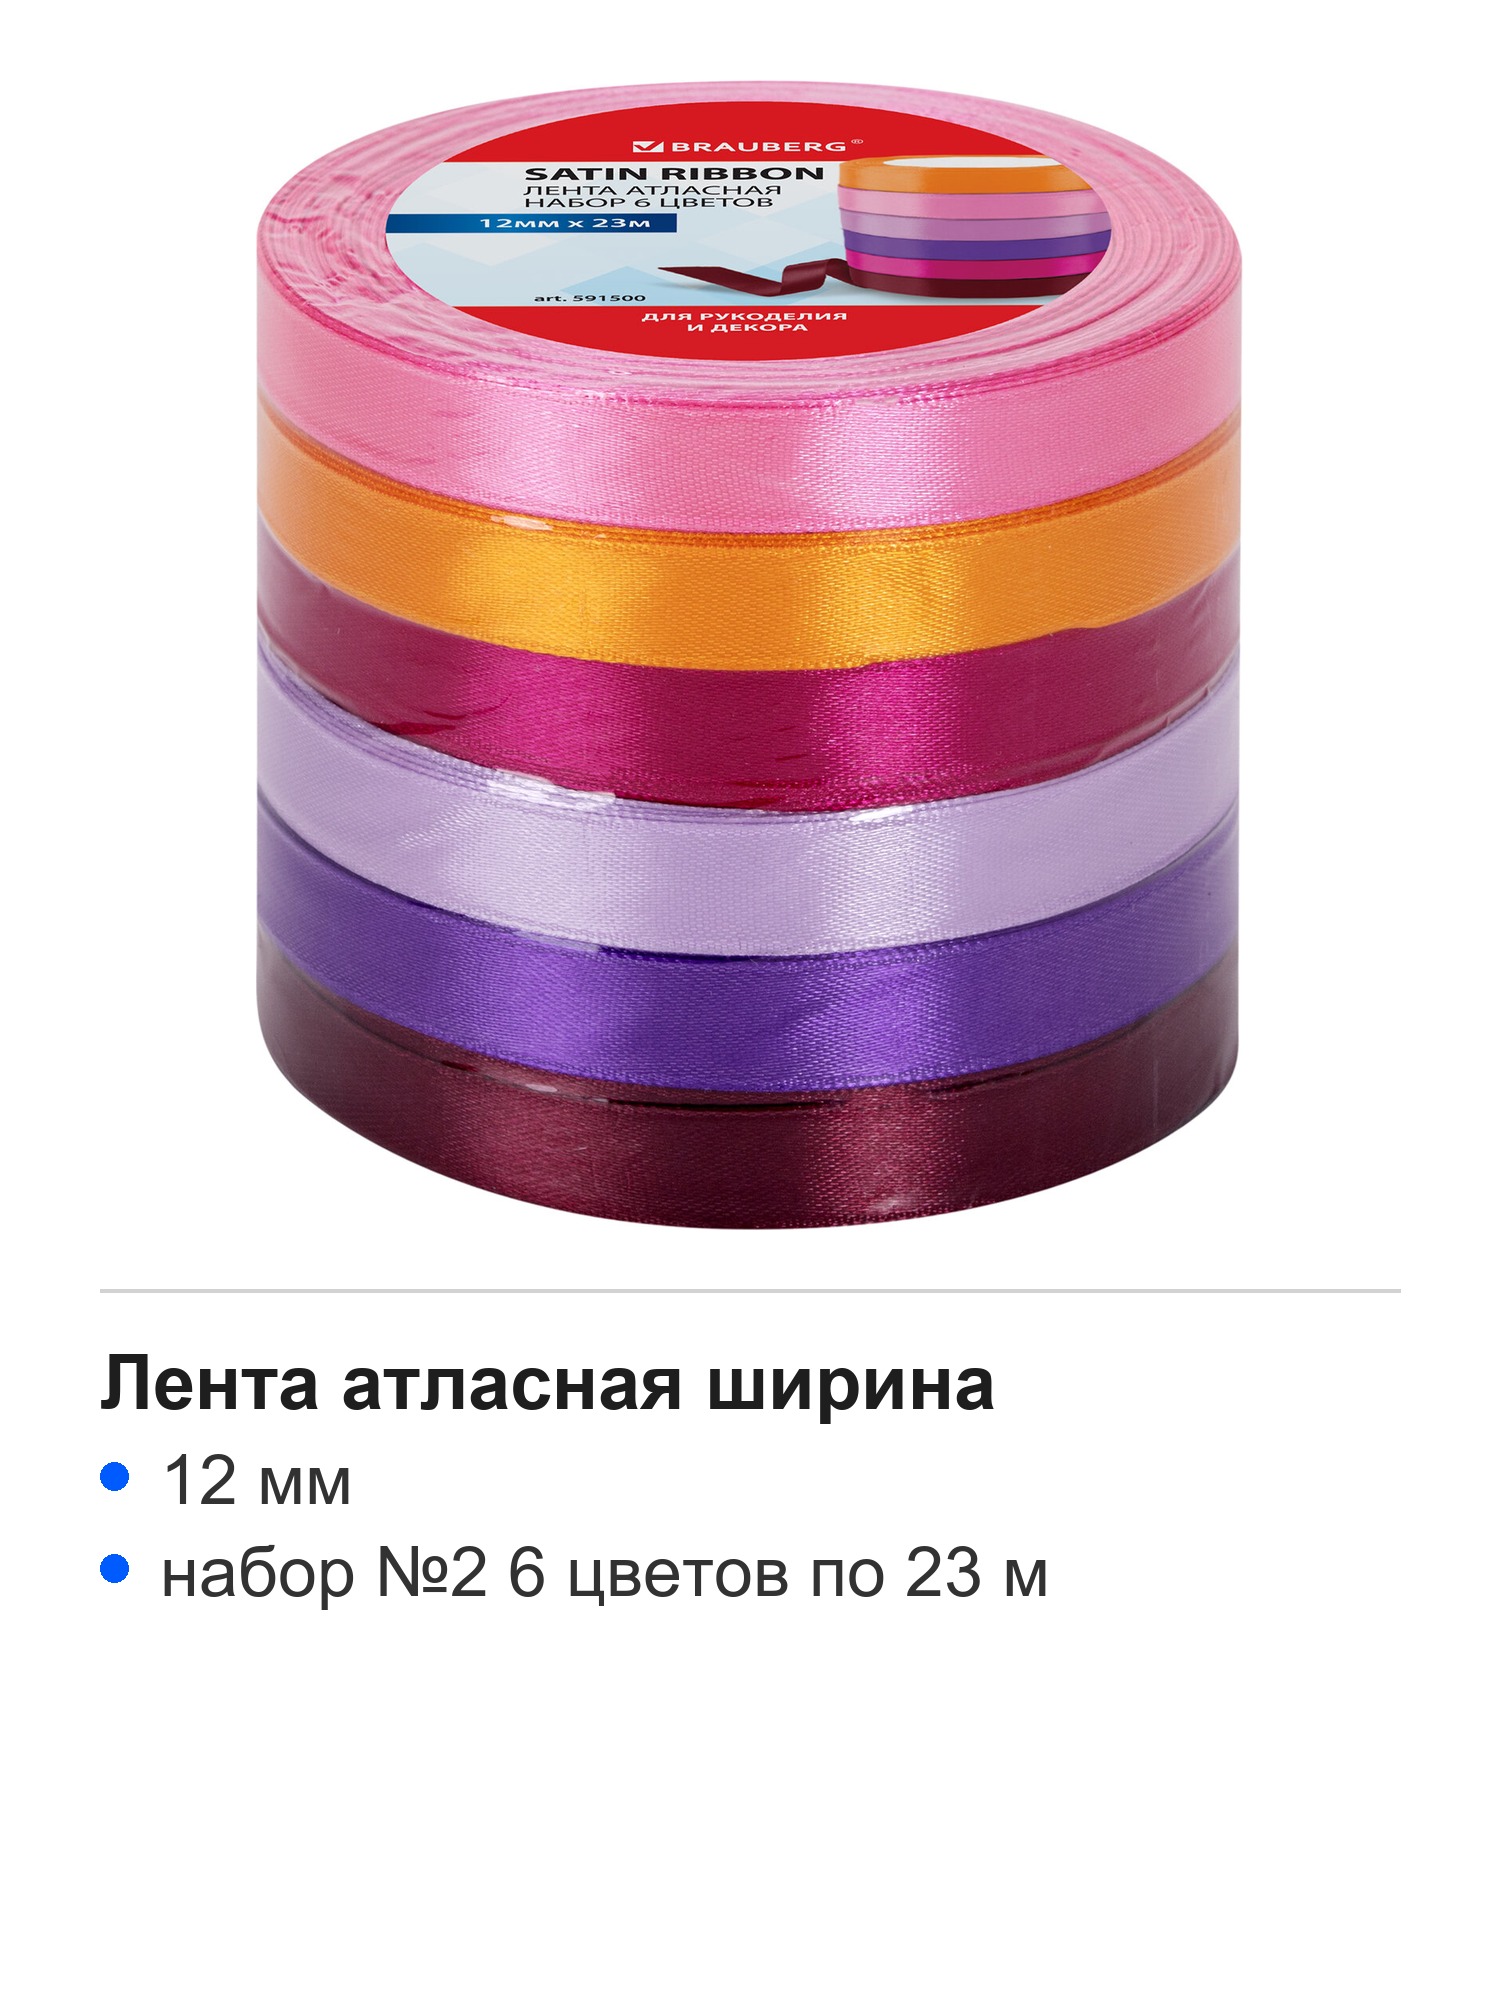 BRAUBERG®
SATIN RIBBON
ЛЕНТА АТЛАСНАЯ
НАБОР 6 ЦВЕТОВ
12мм х 23м
art. 591500
ДЛЯ РУКОДЕЛИЯ
И ДЕКОРА
Лента атласная ширина
12 мм
набор №2 6 цветов по 23 м